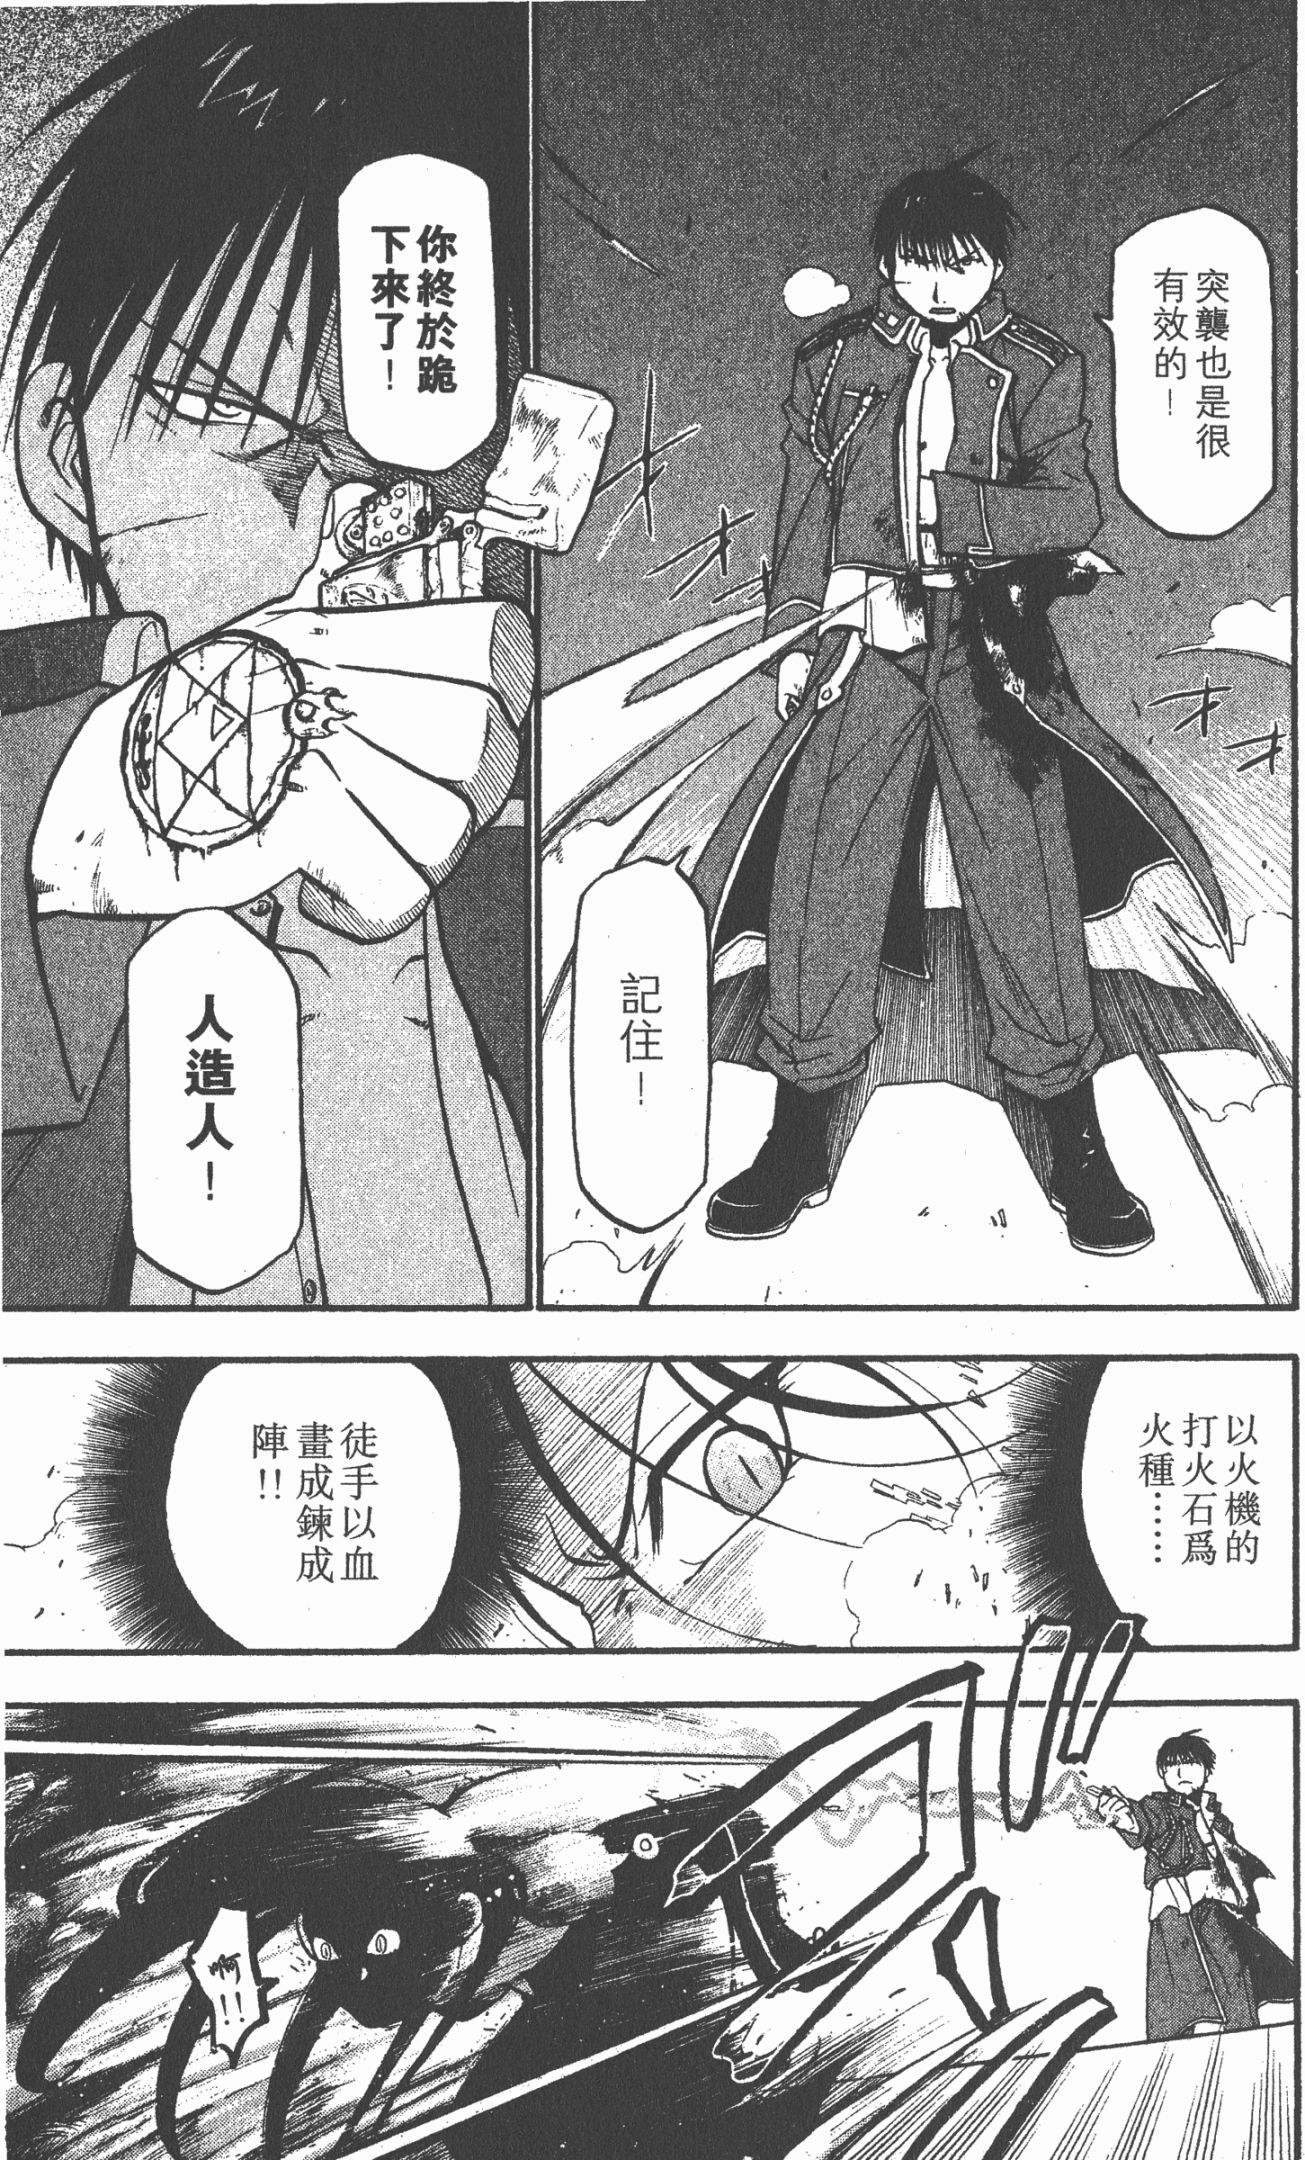 突襲也是很
有效的！
記住！
你終於跪
下來了！
人造人！
以火機的
打火石爲
火種……
徒手以血
畫成鍊成
陣!!
啊!!